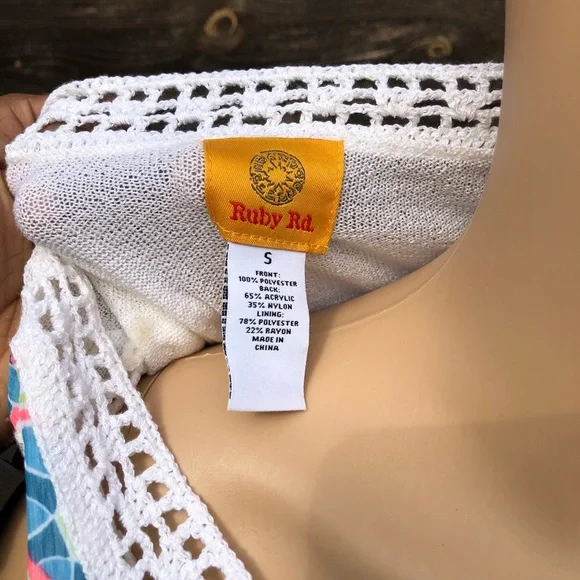 Ruby Rd.
S
FRONT:
100% POLYESTER
BACK:
65% ACRYLIC
35% NYLON
LINING:
78% POLYESTER
22% RAYON
MADE IN
CHINA